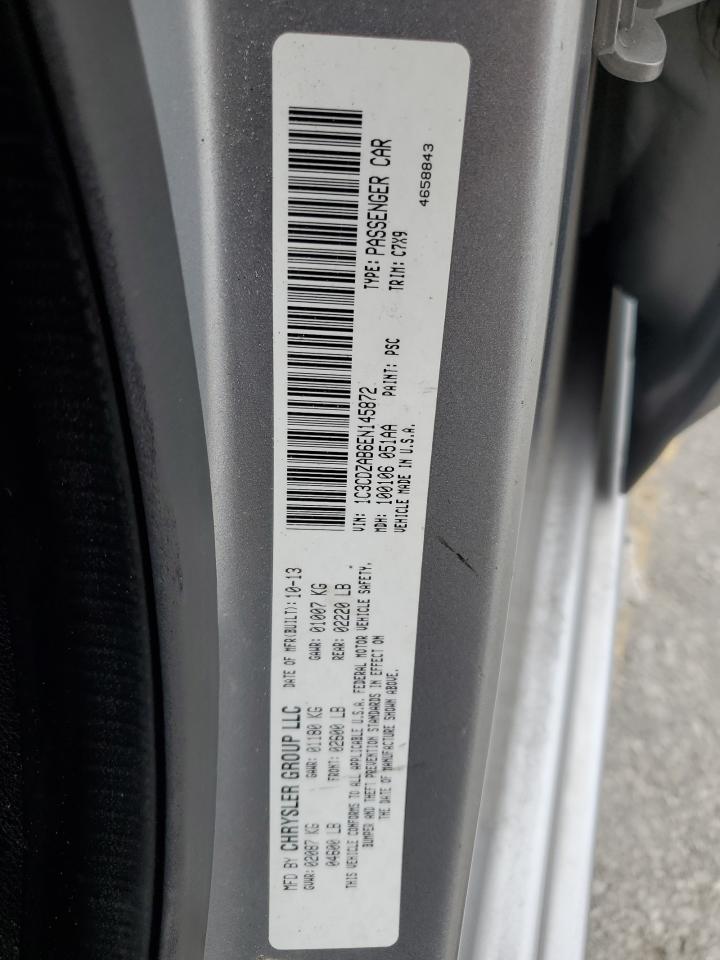 MFD BY CHRYSLER GROUP LLC DATE OF MFR(BUILT): 10-13
GVWR: 02087 KG GAWR: 01180 KG GAWR: 01007 KG
04600 LB FRONT: 02600 LB REAR: 02220 LB
THIS VEHICLE CONFORMS TO ALL APPLICABLE U.S.A. FEDERAL MOTOR VEHICLE SAFETY,
BUMPER AND THEFT PREVENTION STANDARDS IN EFFECT ON
THE DATE OF MANUFACTURE SHOWN ABOVE.
VIN: 1C3CDZAB6EN145872 TYPE: PASSENGER CAR
MDH: 100106 051AA PAINT: PSC TRIM: C7X9
VEHICLE MADE IN U.S.A.
4658843